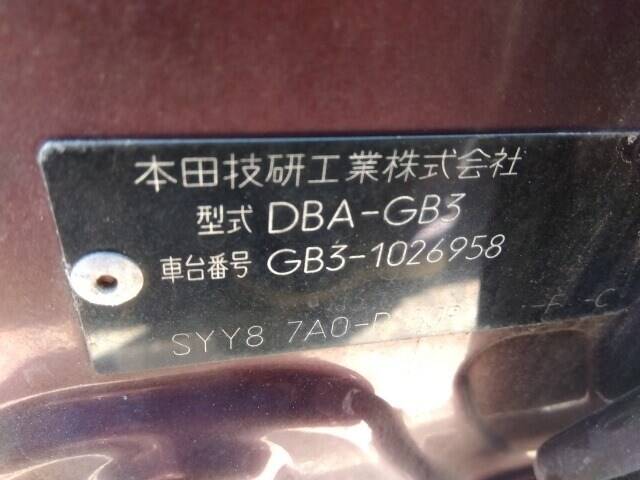 本田技研工業株式会社
型式 DBA-GB3
車台番号 GB3-1026958
SYY8 7A0-